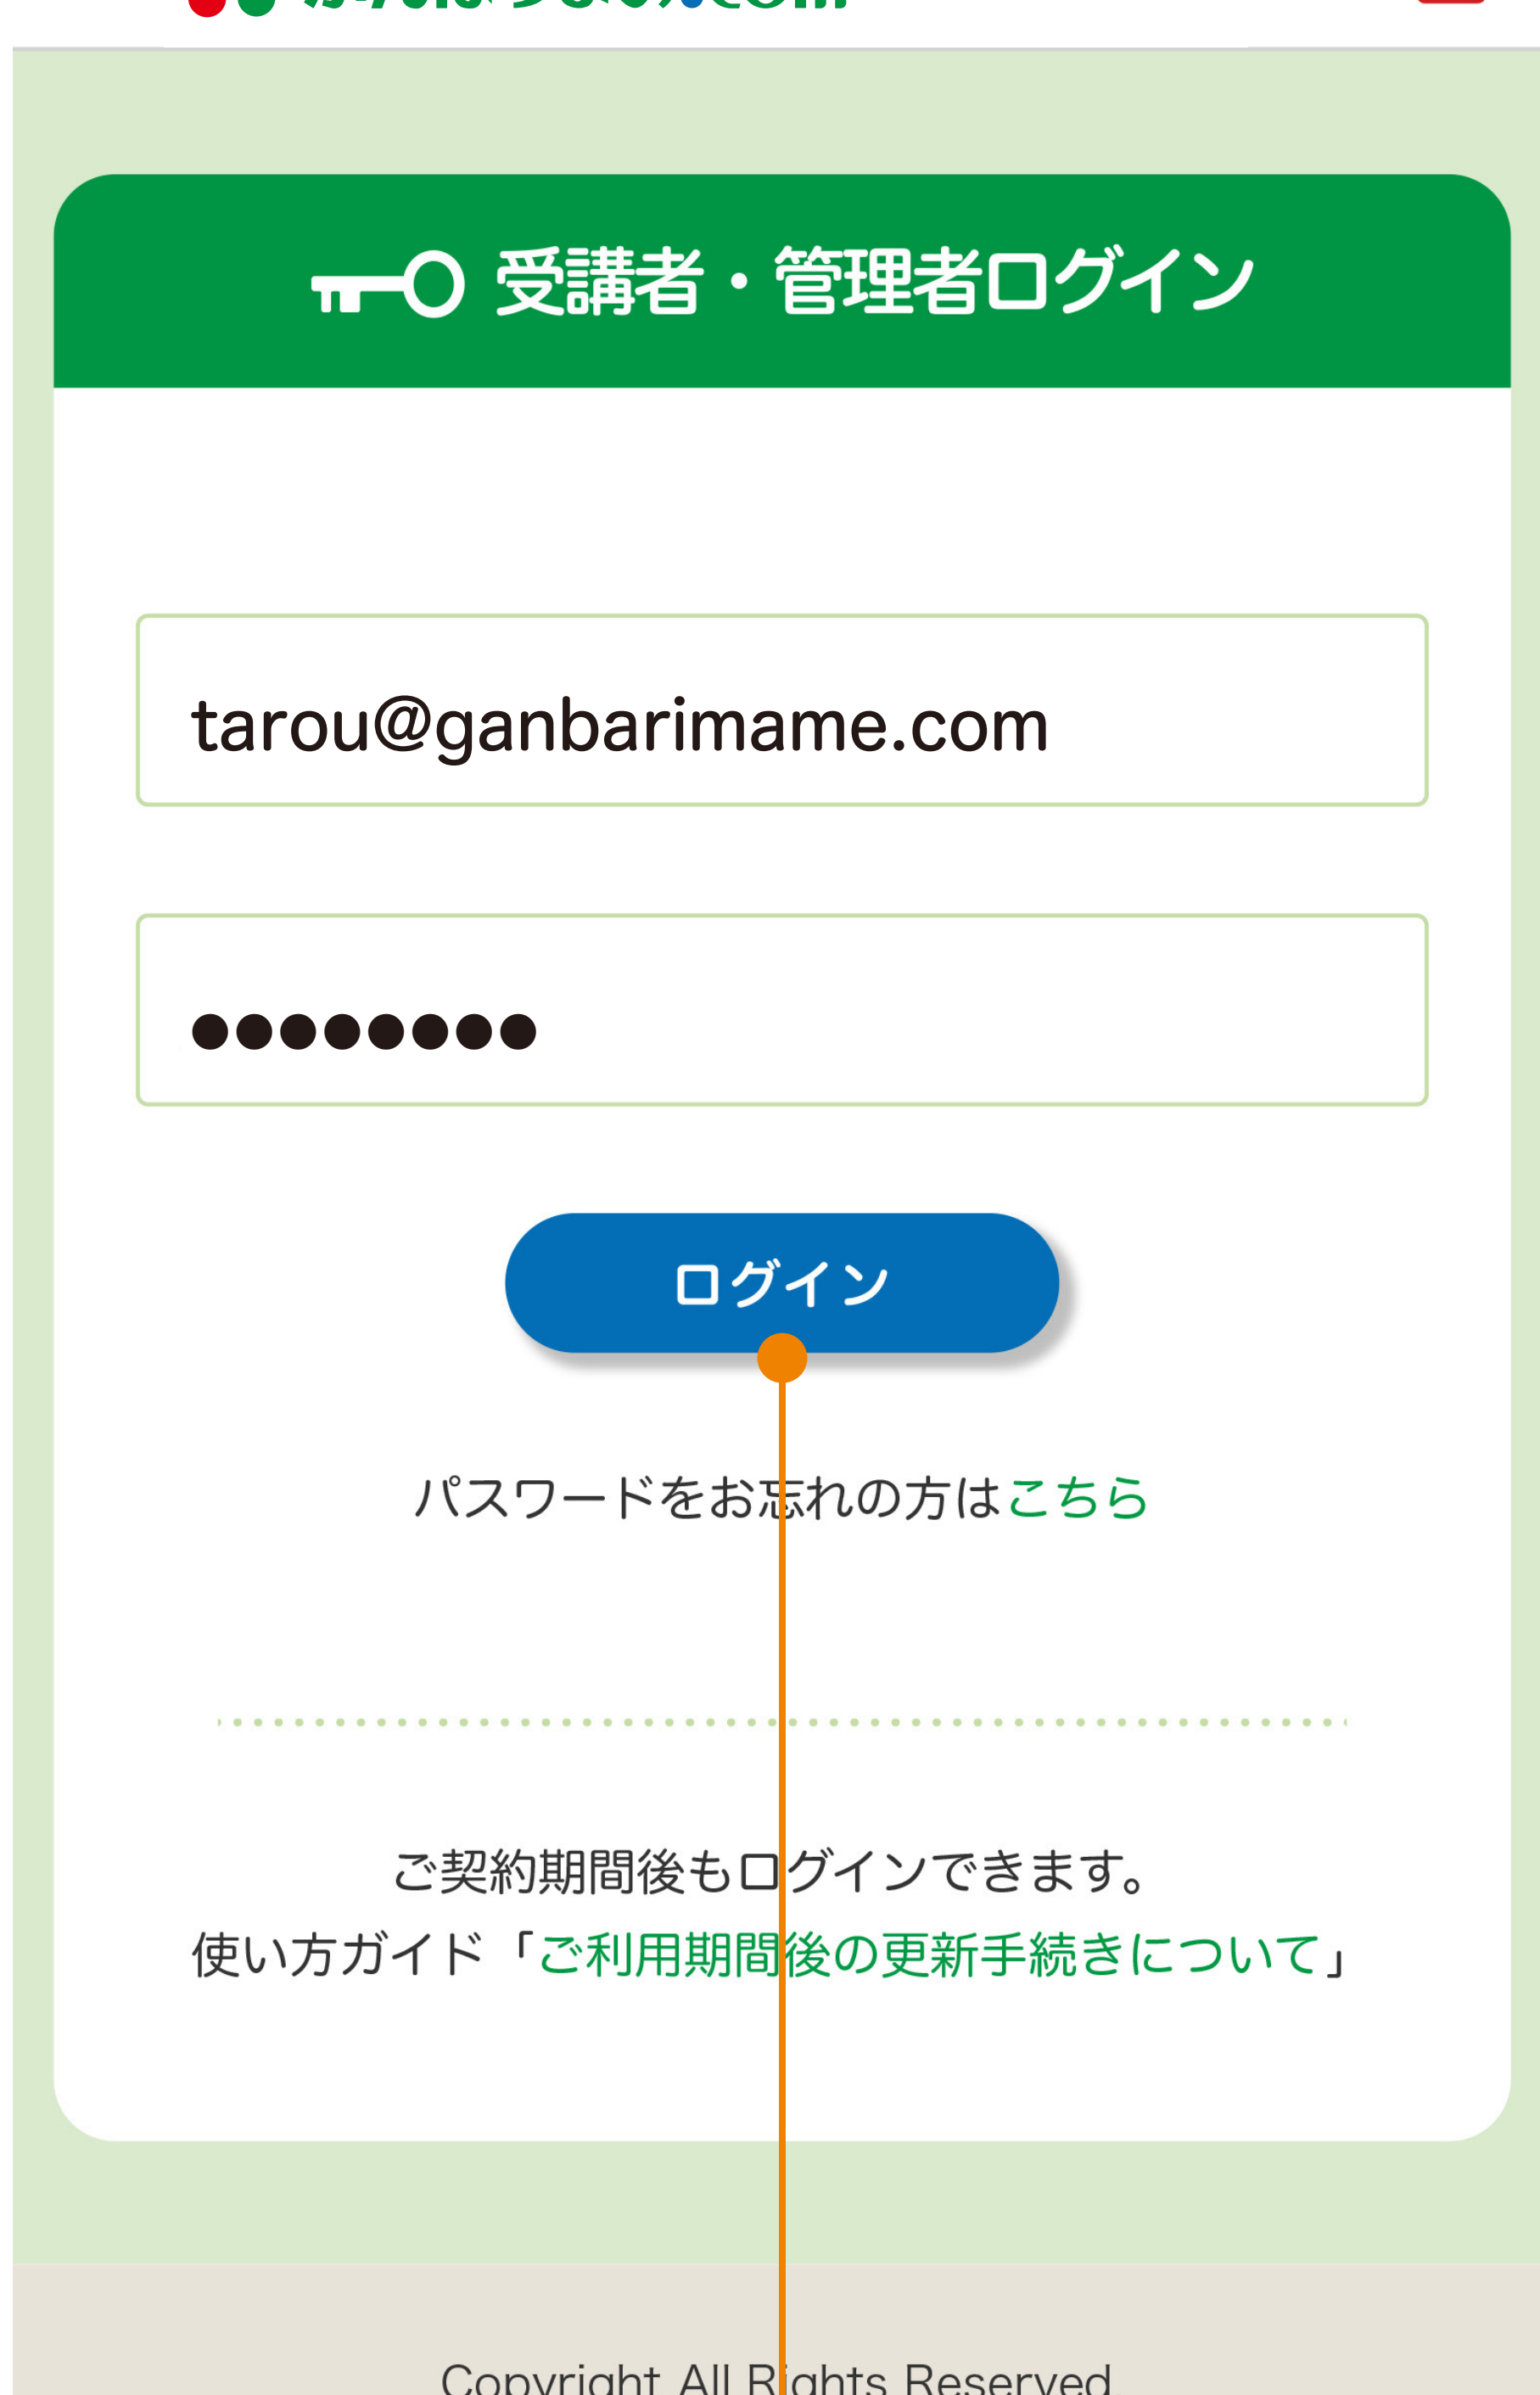 受講者・管理者ログイン
tarou@ganbarimame.com
●●●●●●●●
ログイン
パスワードをお忘れの方はこちら
ご契約期間後もログインできます。
使い方ガイド「ご利用期間後の更新手続きについて」
Copyright All Rights Reserved